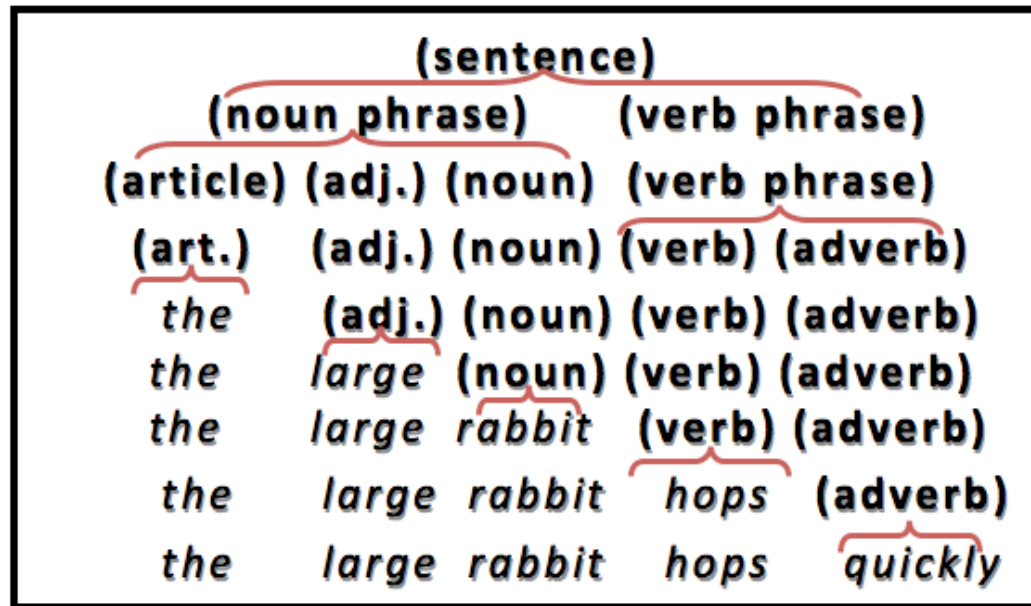 (sentence)
(noun phrase) (verb phrase)
(article) (adj.) (noun) (verb phrase)
(art.) (adj.) (noun) (verb) (adverb)
the (adj.) (noun) (verb) (adverb)
the large (noun) (verb) (adverb)
the large rabbit (verb) (adverb)
the large rabbit hops (adverb)
the large rabbit hops quickly